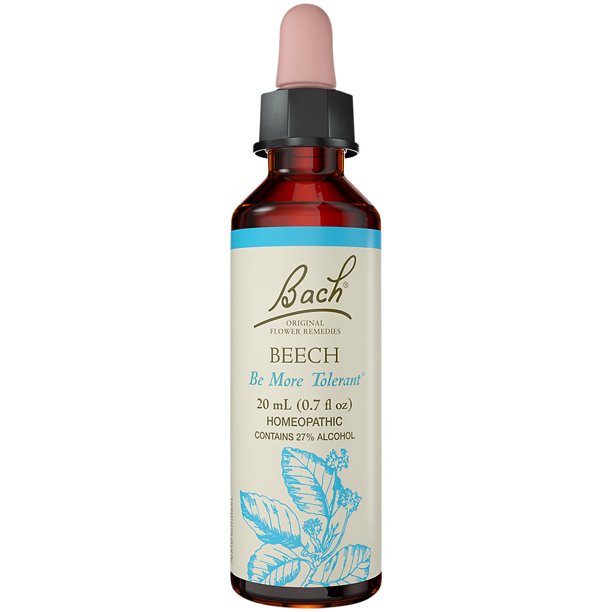 Bach®
ORIGINAL
FLOWER REMEDIES
BEECH
Be More Tolerant®
20 mL (0.7 fl oz)
HOMEOPATHIC
CONTAINS 27% ALCOHOL